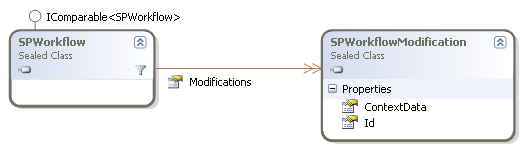 IComparable<SPWorkflow>
SPWorkflow
Sealed Class
Modifications
SPWorkflowModification
Sealed Class
Properties
ContextData
Id